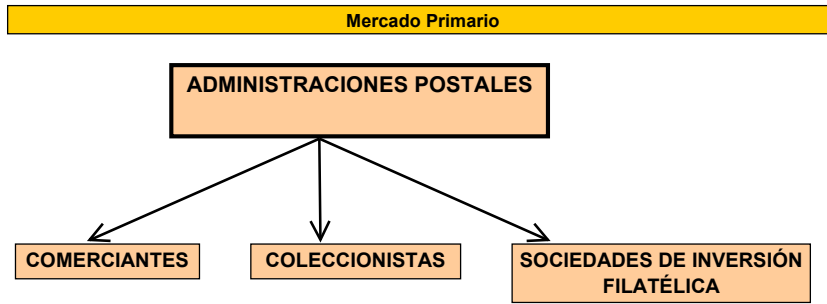 Mercado Primario
ADMINISTRACIONES POSTALES
COMERCIANTES
COLECCIONISTAS
SOCIEDADES DE INVERSIÓN
FILATÉLICA